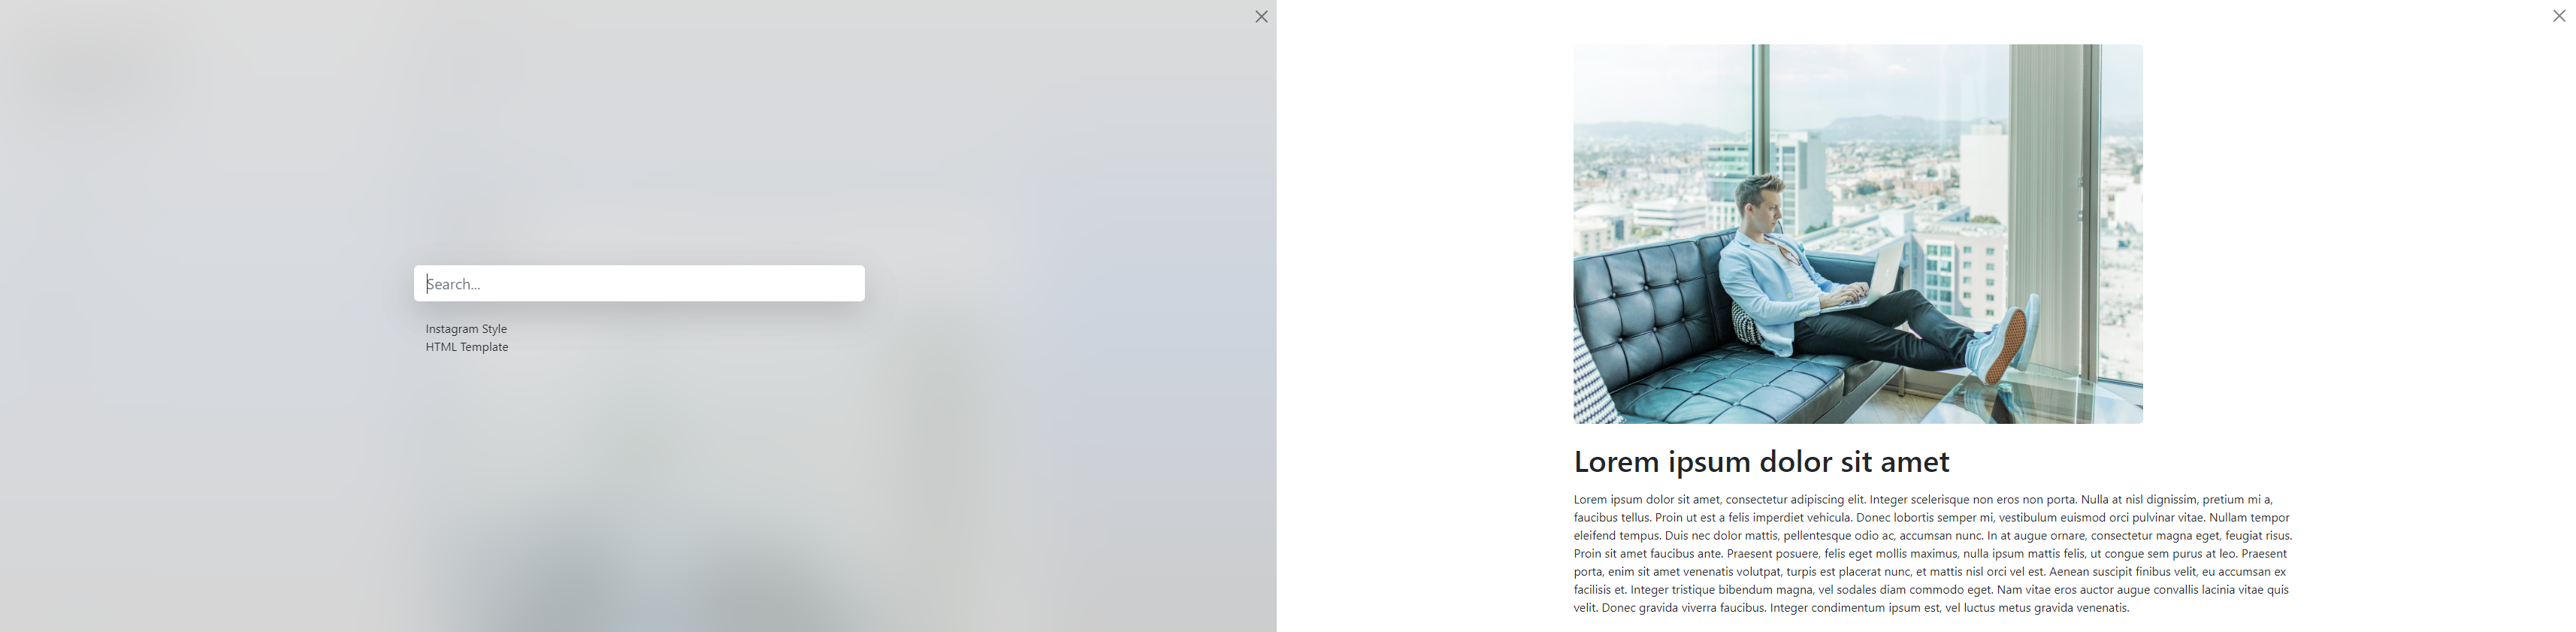 Search...
Instagram Style
HTML Template
Lorem ipsum dolor sit amet
Lorem ipsum dolor sit amet, consectetur adipiscing elit. Integer scelerisque non eros non porta. Nulla at nisl dignissim, pretium mi a,
faucibus tellus. Proin ut est a felis imperdiet vehicula. Donec lobortis semper mi, vestibulum euismod orci pulvinar vitae. Nullam tempor
eleifend tempus. Duis nec dolor mattis, pellentesque odio ac, accumsan nunc. In at augue ornare, consectetur magna eget, feugiat risus.
Proin sit amet faucibus ante. Praesent posuere, felis eget mollis maximus, nulla ipsum mattis felis, ut congue sem purus at leo. Praesent
porta, enim sit amet venenatis volutpat, turpis est placerat nunc, et mattis nisl orci vel est. Aenean suscipit finibus velit, eu accumsan ex
facilisis et. Integer tristique bibendum magna, vel sodales diam commodo eget. Nam vitae eros auctor augue convallis lacinia vitae quis
velit. Donec gravida viverra faucibus. Integer condimentum ipsum est, vel luctus metus gravida venenatis.